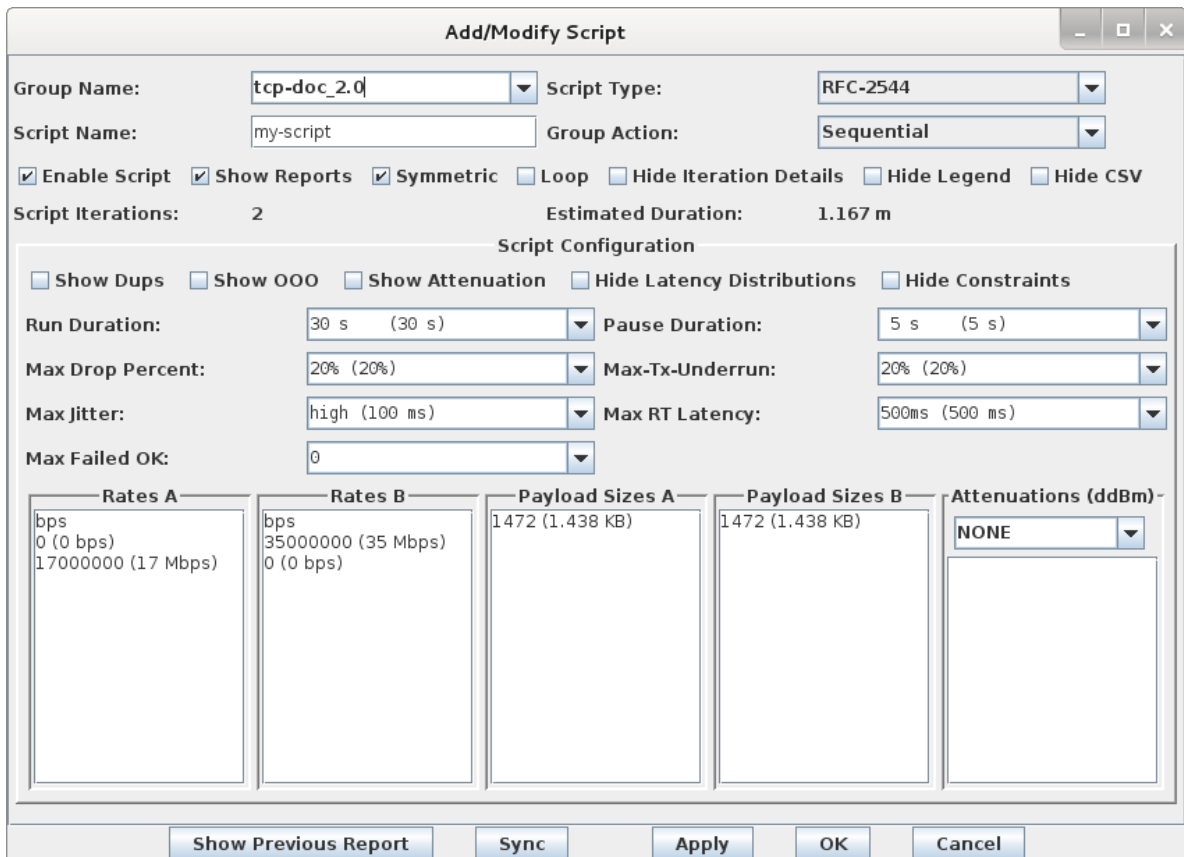 Add/Modify Script
Group Name: tcp-doc_2.0 Script Type: RFC-2544
Script Name: my-script Group Action: Sequential
Enable Script Show Reports Symmetric Loop Hide Iteration Details Hide Legend Hide CSV
Script Iterations: 2 Estimated Duration: 1.167 m
Script Configuration
Show Dups Show OOO Show Attenuation Hide Latency Distributions Hide Constraints
Run Duration: 30 s (30 s) Pause Duration: 5 s (5 s)
Max Drop Percent: 20% (20%) Max-Tx-Underrun: 20% (20%)
Max Jitter: high (100 ms) Max RT Latency: 500ms (500 ms)
Max Failed OK: 0
Rates A Rates B Payload Sizes A Payload Sizes B Attenuations (ddBm)
bps bps 1472 (1.438 KB) 1472 (1.438 KB) NONE
0 (0 bps) 35000000 (35 Mbps)
17000000 (17 Mbps) 0 (0 bps)
Show Previous Report Sync Apply OK Cancel